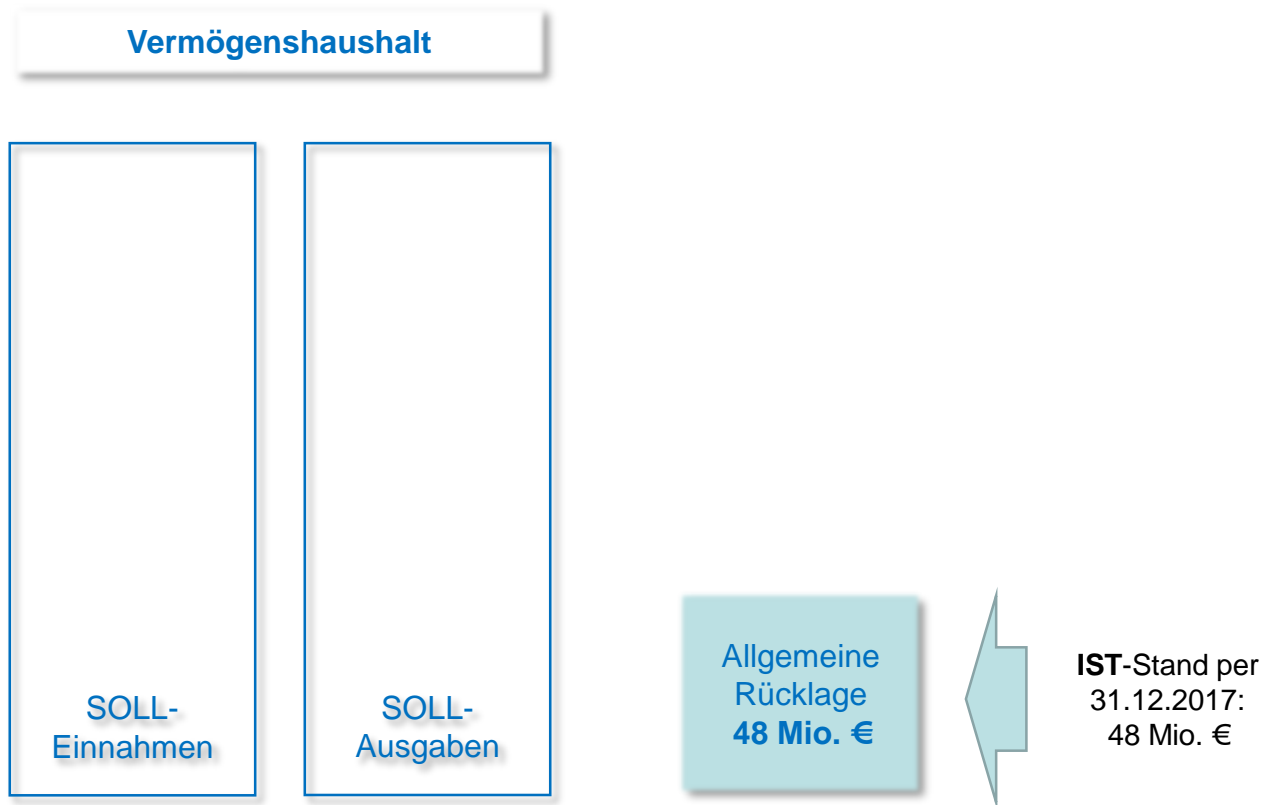 Vermögenshaushalt
SOLL-
Einnahmen
SOLL-
Ausgaben
Allgemeine
Rücklage
48 Mio. €
IST-Stand per
31.12.2017:
48 Mio. €